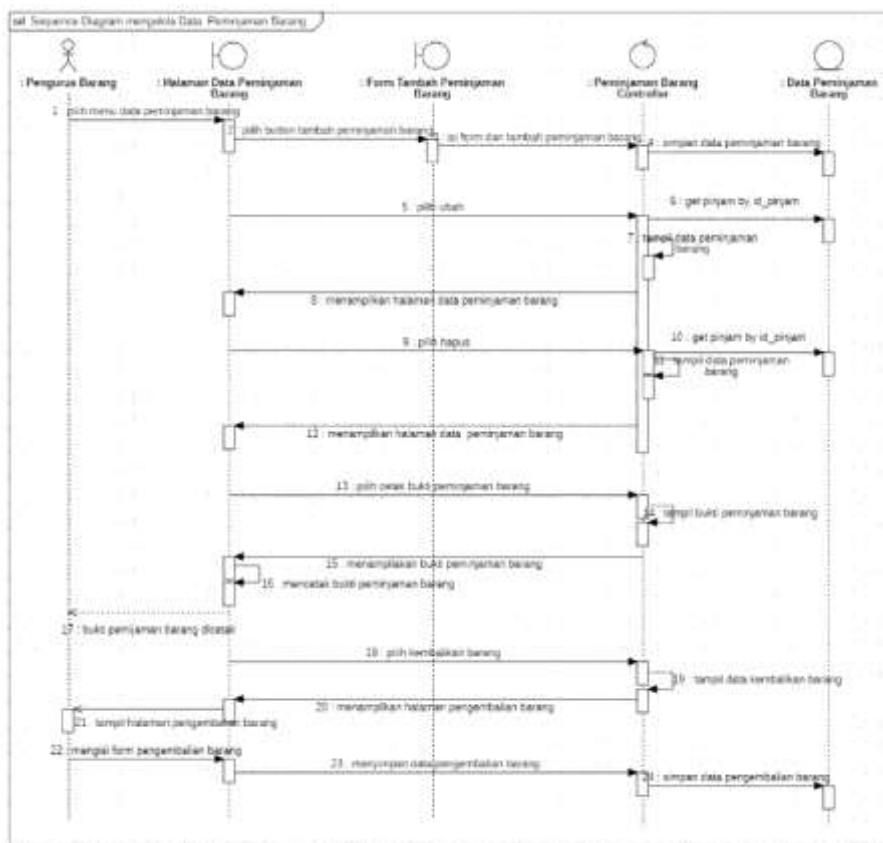 sd Sequence Diagram mengelola Data Peminjaman Barang
: Pengurus Barang
: Halaman Data Peminjaman
Barang
: Form Tambah Peminjaman
Barang
: Peminjaman Barang
Controller
: Data Peminjaman
Barang
1 : pilih menu data peminjaman barang
2 : pilih button tambah peminjaman barang
: isi form dan tambah peminjaman barang
4 : simpan data peminjaman barang
5 : pilih ubah
6 : get pinjam by id_pinjam
7 : tampil data peminjaman
barang
8 : menampilkan halaman data peminjaman barang
9 : pilih hapus
10 : get pinjam by id_pinjam
11 : tampil data peminjaman
barang
12 : menampilkan halaman data peminjaman barang
13 : pilih cetak bukti peminjaman barang
14 : tampil bukti peminjaman barang
15 : menampilakan bukti peminjaman barang
16 : mencetak bukti peminjaman barang
17 : bukti pemijaman barang dicetak
18 : pilih kembalikan barang
19 : tampil data kembalikan barang
20 : menampilkan halaman pengembalian barang
21 : tampil halaman pengembalian barang
22 : mengisi form pengembalian barang
23 : menyimpan data pengembalian barang
24 : simpan data pengembalian barang